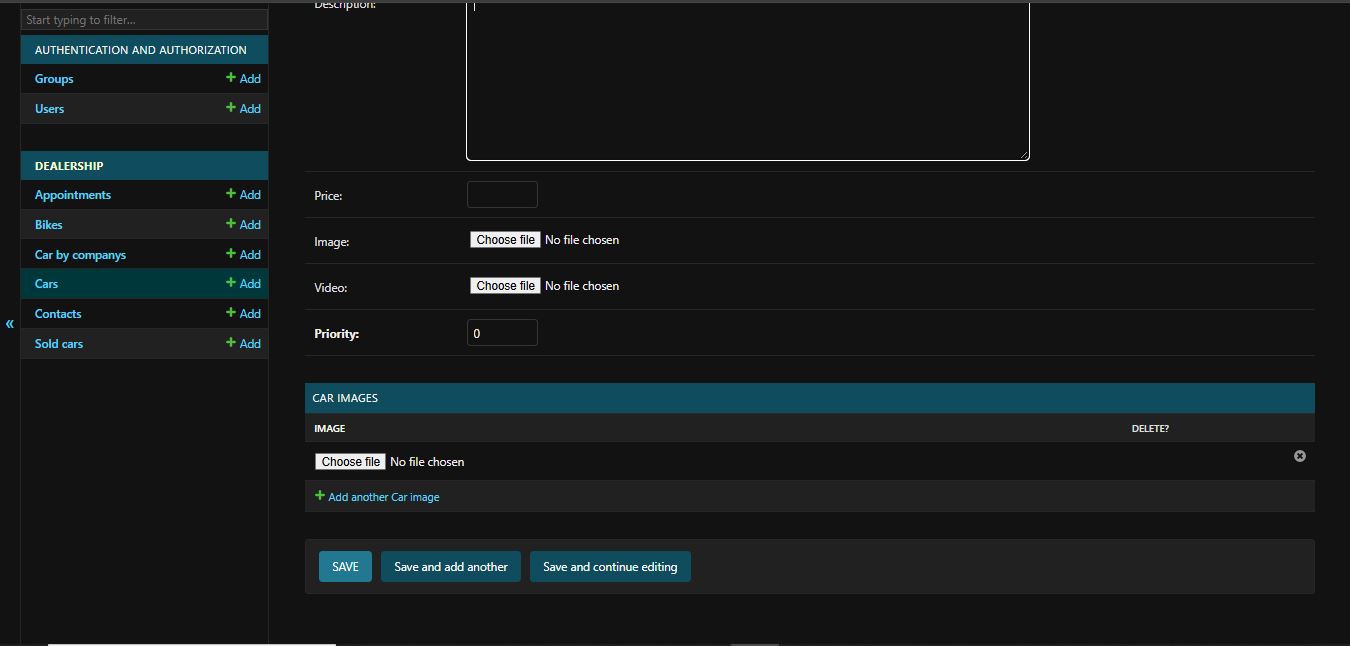 Start typing to filter...
AUTHENTICATION AND AUTHORIZATION
Groups + Add
Users + Add
DEALERSHIP
Appointments + Add
Bikes + Add
Car by companys + Add
Cars + Add
Contacts + Add
Sold cars + Add
«
Description:
Price:
Image: Choose file No file chosen
Video: Choose file No file chosen
Priority: 0
CAR IMAGES
IMAGE DELETE?
Choose file No file chosen
+ Add another Car image
SAVE Save and add another Save and continue editing